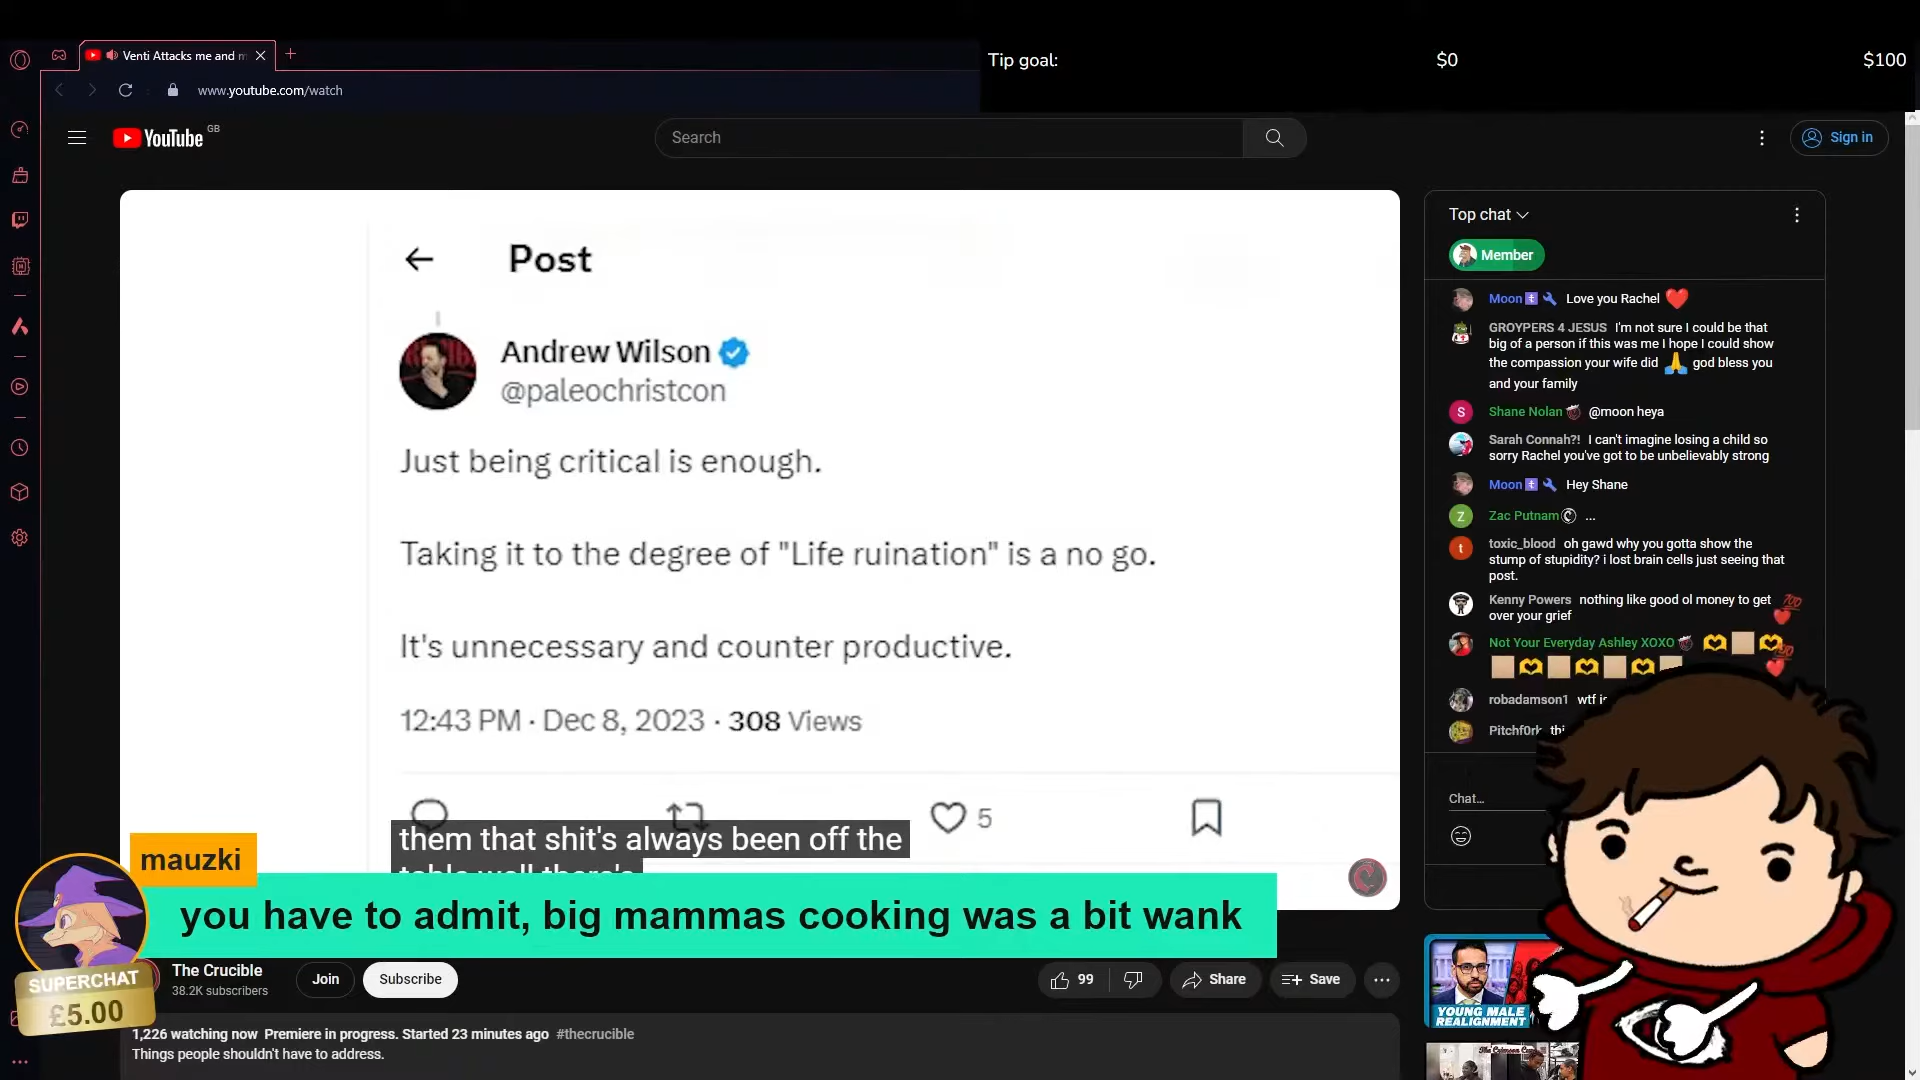 Venti Attacks me and m
Tip goal:
$0
$100
www.youtube.com/watch
YouTube GB
Search
Sign in
Post
Andrew Wilson
@paleochristcon
Just being critical is enough.
Taking it to the degree of "Life ruination" is a no go.
It's unnecessary and counter productive.
12:43 PM · Dec 8, 2023 · 308 Views
5
them that shit's always been off the
mauzki
you have to admit, big mammas cooking was a bit wank
SUPERCHAT
£5.00
The Crucible
38.2K subscribers
Join
Subscribe
99
Share
Save
1,226 watching now Premiere in progress. Started 23 minutes ago #thecrucible
Things people shouldn't have to address.
Top chat
Member
Moon Love you Rachel
GROYPERS 4 JESUS I'm not sure I could be that
big of a person if this was me I hope I could show
the compassion your wife did god bless you
and your family
S
Shane Nolan @moon heya
Sarah Connah?! I can't imagine losing a child so
sorry Rachel you've got to be unbelievably strong
Moon Hey Shane
Z
Zac Putnam ...
t
toxic_blood oh gawd why you gotta show the
stump of stupidity? i lost brain cells just seeing that
post.
Kenny Powers nothing like good ol money to get
over your grief
Not Your Everyday Ashley XOXO
robadamson1 wtf
Pitchf0rk
Chat...
YOUNG MALE
REALIGNMENT